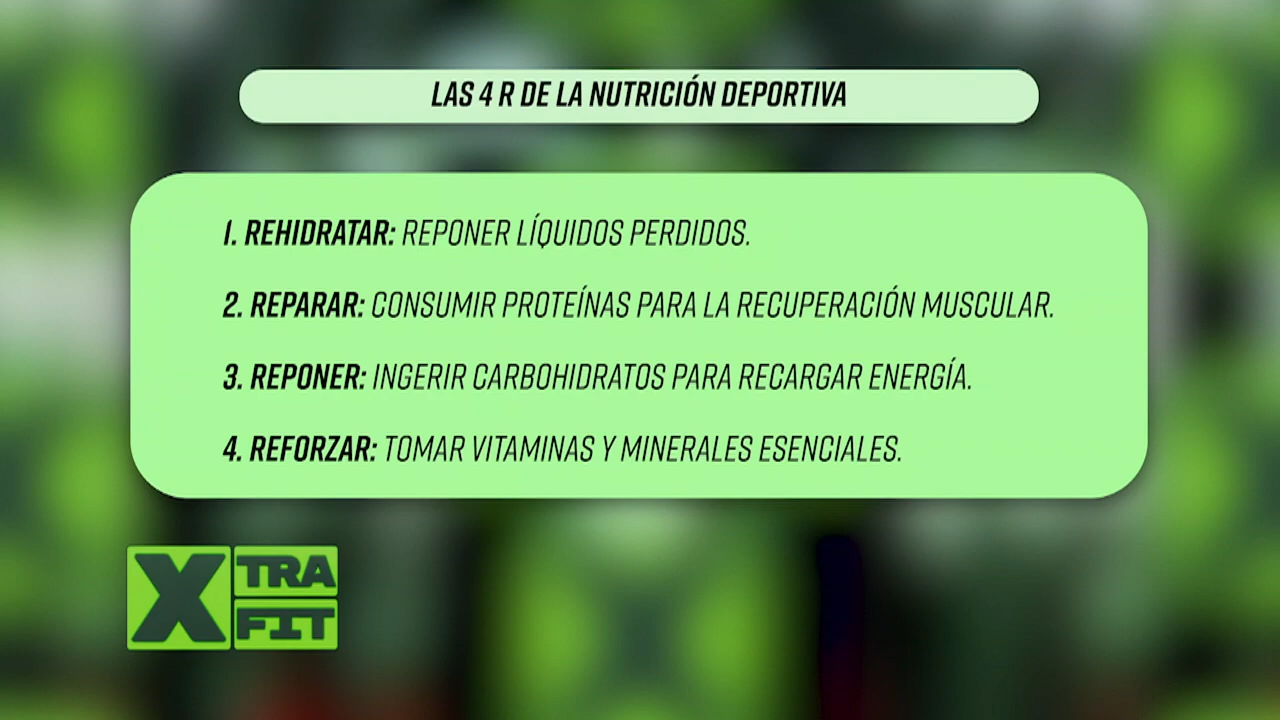 LAS 4 R DE LA NUTRICIÓN DEPORTIVA
1. REHIDRATAR: REPONER LÍQUIDOS PERDIDOS.
2. REPARAR: CONSUMIR PROTEÍNAS PARA LA RECUPERACIÓN MUSCULAR.
3. REPONER: INGERIR CARBOHIDRATOS PARA RECARGAR ENERGÍA.
4. REFORZAR: TOMAR VITAMINAS Y MINERALES ESENCIALES.
XTRA
FIT